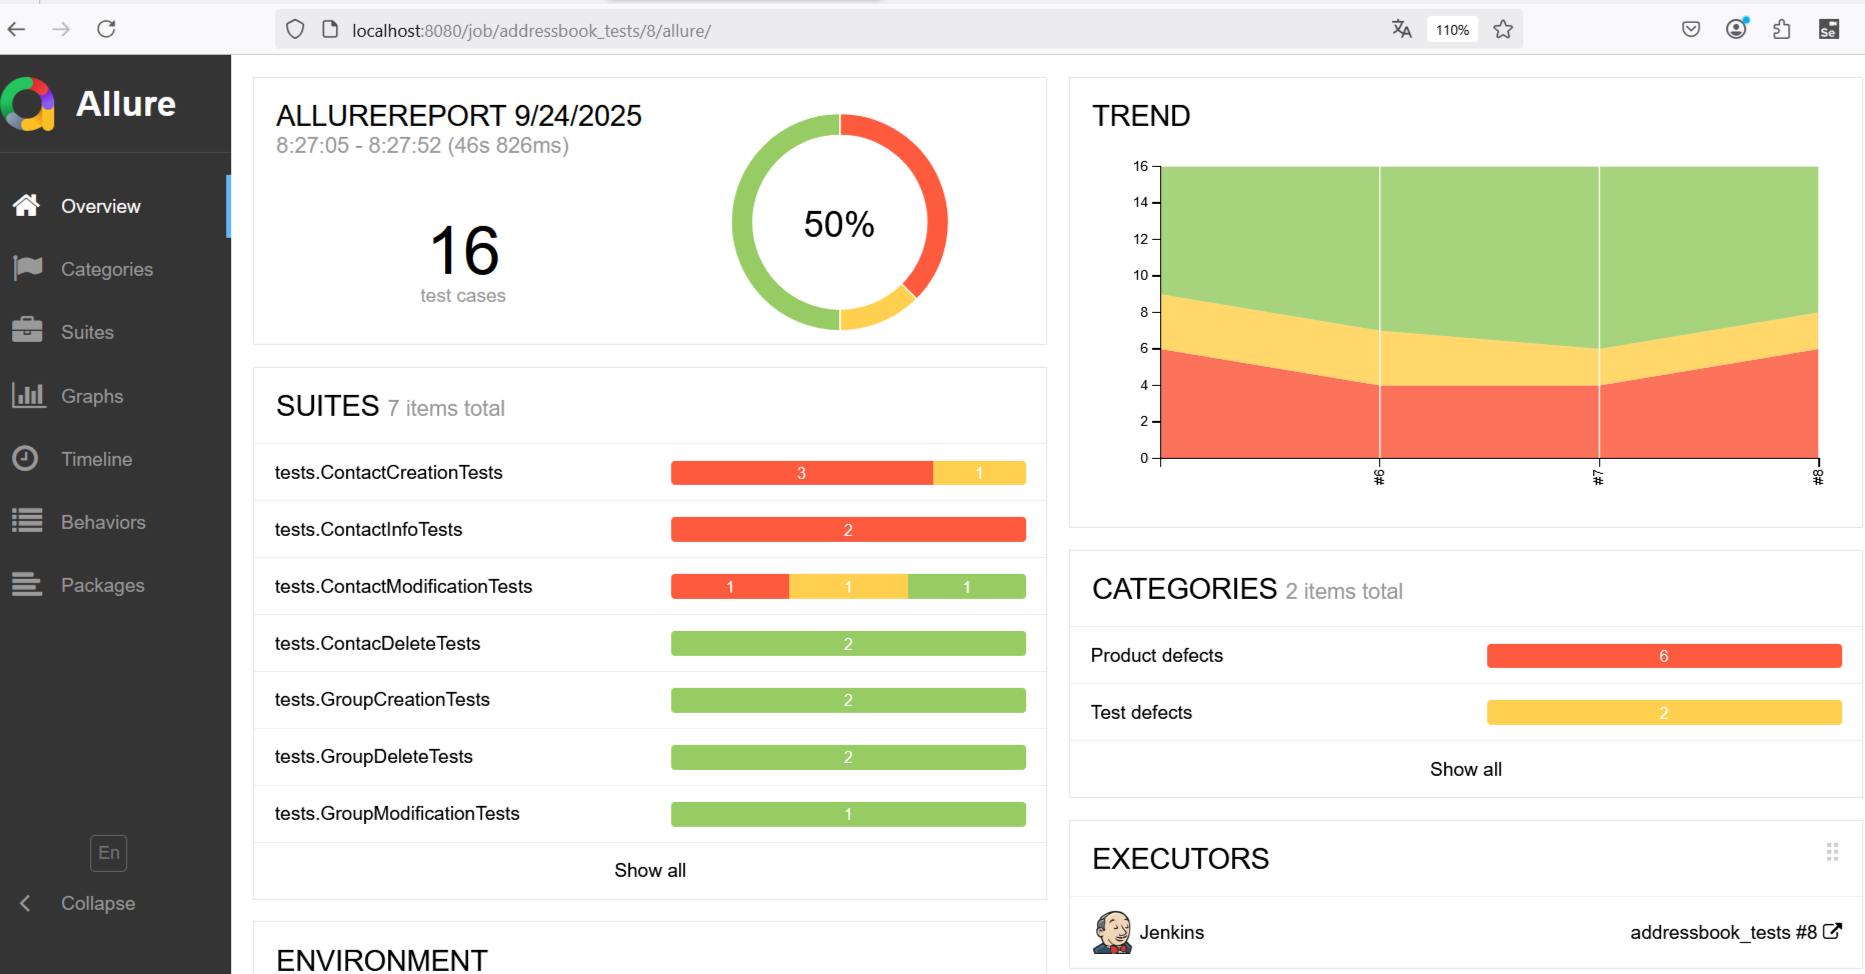 localhost:8080/job/addressbook_tests/8/allure/
110%
Se
Allure
Overview
Categories
Suites
Graphs
Timeline
Behaviors
Packages
En
Collapse
ALLUREREPORT 9/24/2025
8:27:05 - 8:27:52 (46s 826ms)
16
test cases
50%
SUITES 7 items total
tests.ContactCreationTests 3 1
tests.ContactInfoTests 2
tests.ContactModificationTests 1 1 1
tests.ContacDeleteTests 2
tests.GroupCreationTests 2
tests.GroupDeleteTests 2
tests.GroupModificationTests 1
Show all
ENVIRONMENT
TREND
16
14
12
10
8
6
4
2
0
#6 #7 #8
CATEGORIES 2 items total
Product defects 6
Test defects 2
Show all
EXECUTORS
Jenkins addressbook_tests #8